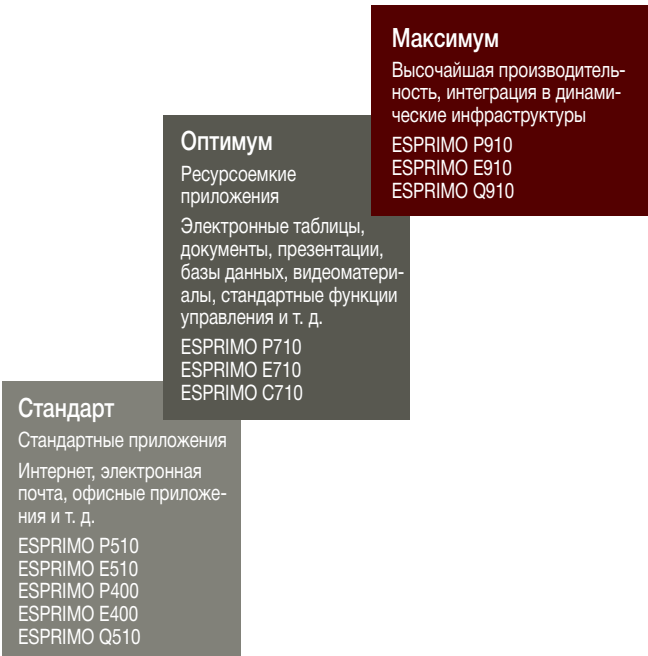 Максимум
Высочайшая производитель-
ность, интеграция в динами-
ческие инфраструктуры
ESPRIMO P910
ESPRIMO E910
ESPRIMO Q910
Оптимум
Ресурсоемкие
приложения
Электронные таблицы,
документы, презентации,
базы данных, видеоматери-
алы, стандартные функции
управления и т. д.
ESPRIMO P710
ESPRIMO E710
ESPRIMO C710
Стандарт
Стандартные приложения
Интернет, электронная
почта, офисные приложе-
ния и т. д.
ESPRIMO P510
ESPRIMO E510
ESPRIMO P400
ESPRIMO E400
ESPRIMO Q510